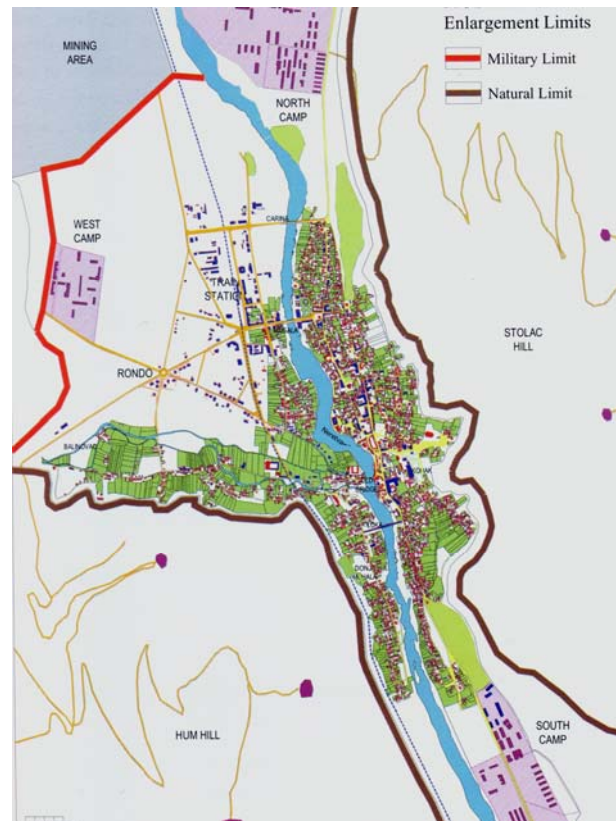 Enlargement Limits
Military Limit
Natural Limit
MINING
AREA
NORTH
CAMP
WEST
CAMP
CARINA
STOLAC
HILL
RONDO
HUM HILL
SOUTH
CAMP